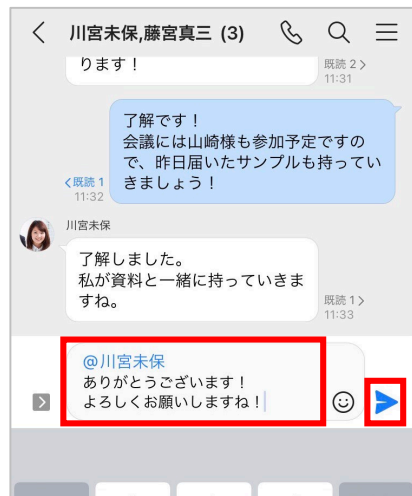 川宮未保,藤宮真三 (3)
ります！
既読 2
11:31
了解です！
会議には山崎様も参加予定ですの
で、昨日届いたサンプルも持ってい
きましょう！
既読 1
11:32
川宮未保
了解しました。
私が資料と一緒に持っていきま
すね。
既読 1
11:33
@川宮未保
ありがとうございます！
よろしくお願いしますね！